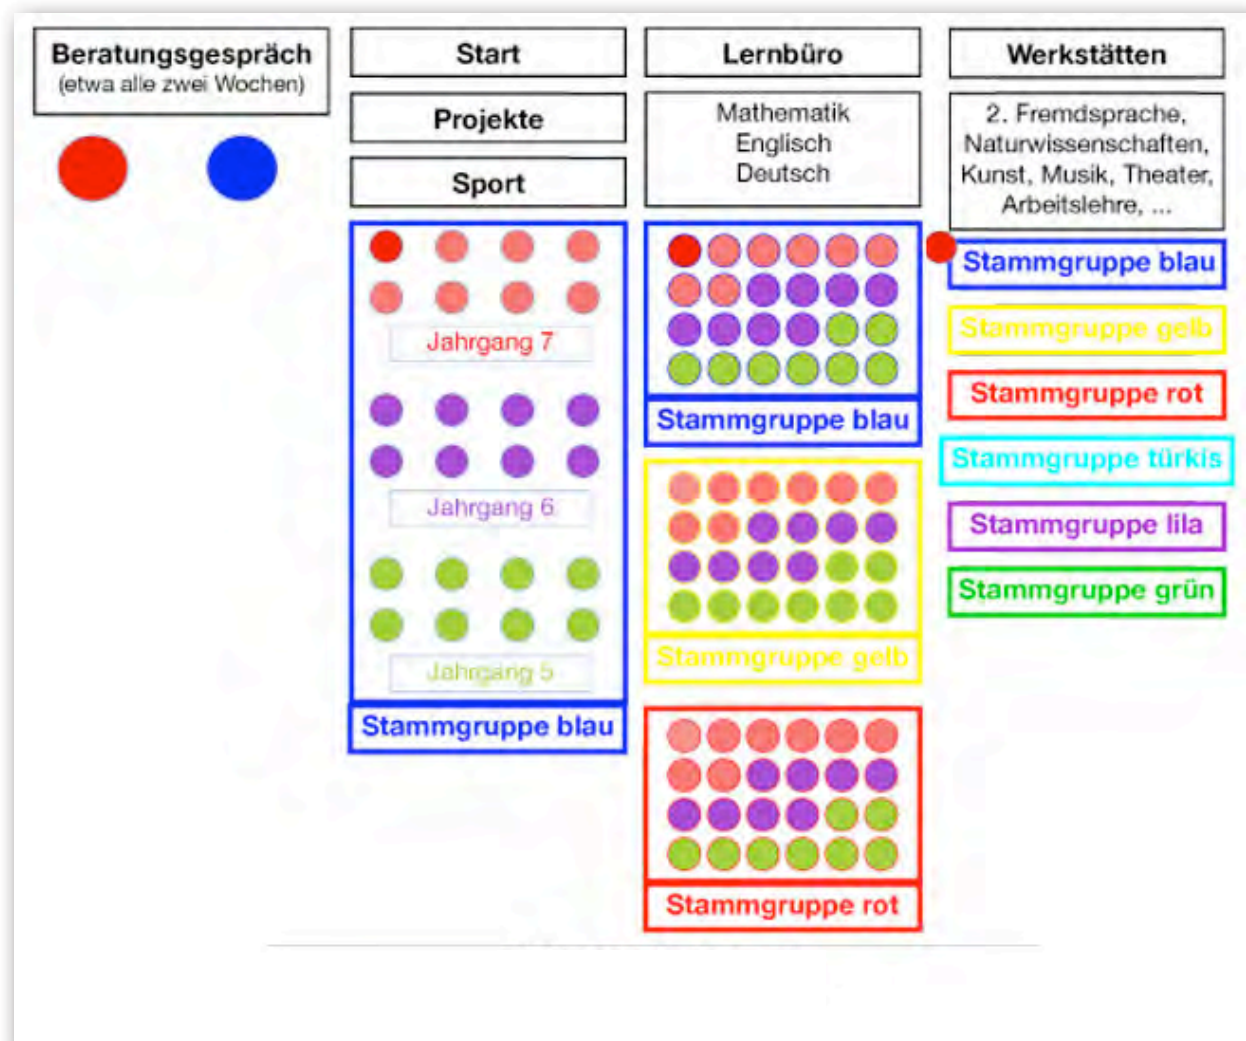 Beratungsgespräch
(etwa alle zwei Wochen)
Start
Projekte
Sport
Jahrgang 7
Jahrgang 6
Jahrgang 5
Stammgruppe blau
Lernbüro
Mathematik
Englisch
Deutsch
Stammgruppe blau
Stammgruppe gelb
Stammgruppe rot
Werkstätten
2. Fremdsprache,
Naturwissenschaften,
Kunst, Musik, Theater,
Arbeitslehre, ...
Stammgruppe blau
Stammgruppe gelb
Stammgruppe rot
Stammgruppe türkis
Stammgruppe lila
Stammgruppe grün